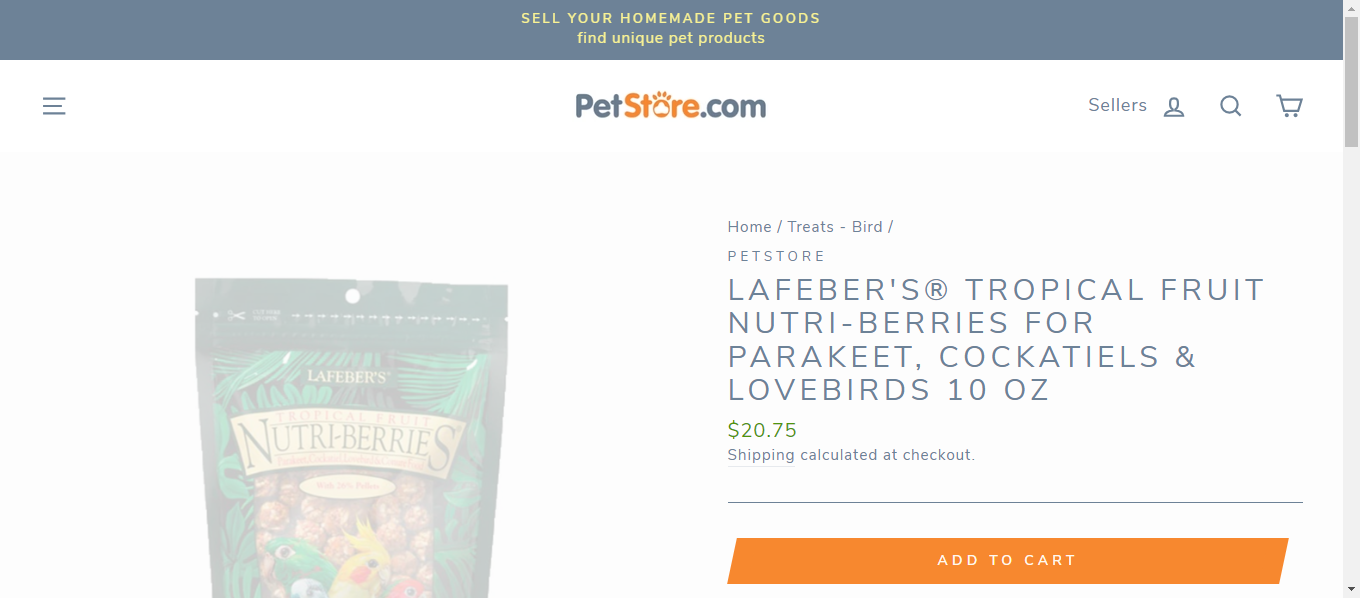 SELL YOUR HOMEMADE PET GOODS
find unique pet products
PetStore.com
Sellers
Home / Treats - Bird /
PETSTORE
LAFEBER'S® TROPICAL FRUIT
NUTRI-BERRIES FOR
PARAKEET, COCKATIELS &
LOVEBIRDS 10 OZ
$20.75
Shipping calculated at checkout.
ADD TO CART
LAFEBER'S
TROPICAL FRUIT
NUTRI-BERRIES